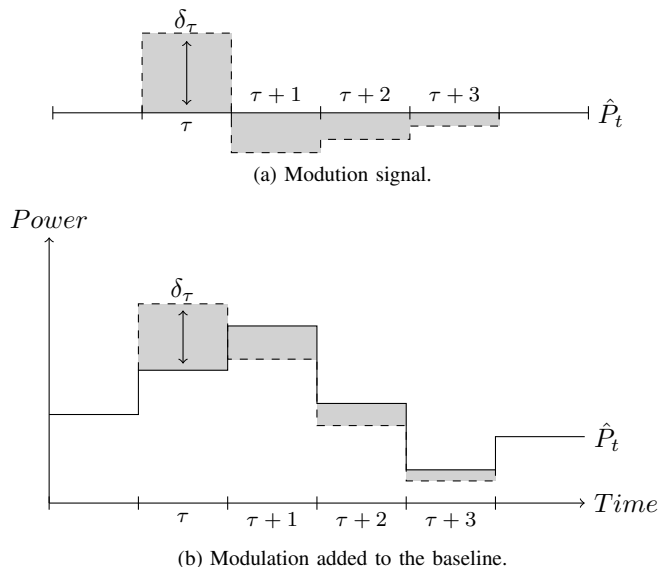 δ_τ
τ + 1 τ + 2 τ + 3
P̂_t
τ
(a) Modution signal.
Power
δ_τ
P̂_t
τ τ + 1 τ + 2 τ + 3 Time
(b) Modulation added to the baseline.